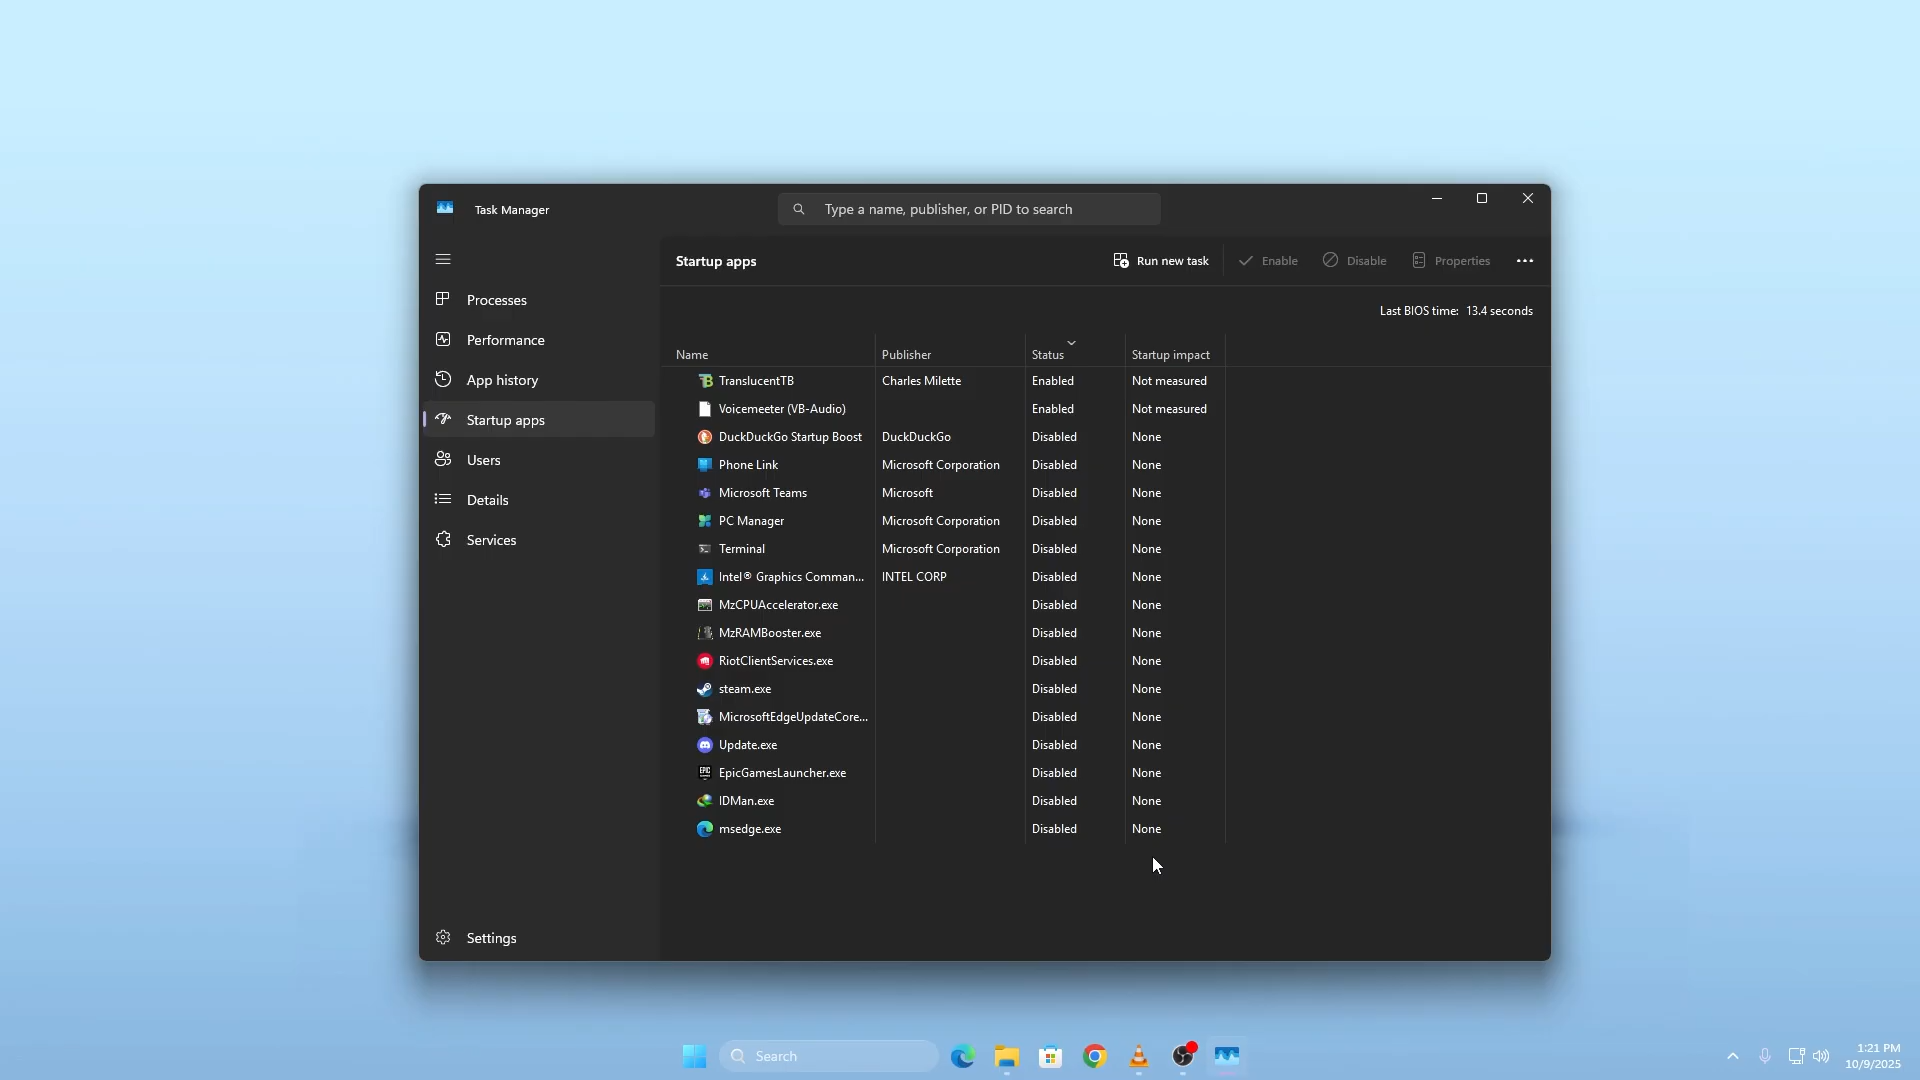 Task Manager
Type a name, publisher, or PID to search
Startup apps
Run new task
Enable
Disable
Properties
Processes
Performance
App history
Startup apps
Users
Details
Services
Settings
Last BIOS time: 13.4 seconds
Name Publisher Status Startup impact
TranslucentTB Charles Milette Enabled Not measured
Voicemeeter (VB-Audio) Enabled Not measured
DuckDuckGo Startup Boost DuckDuckGo Disabled None
Phone Link Microsoft Corporation Disabled None
Microsoft Teams Microsoft Disabled None
PC Manager Microsoft Corporation Disabled None
Terminal Microsoft Corporation Disabled None
Intel® Graphics Comman... INTEL CORP Disabled None
MzCPUAccelerator.exe Disabled None
MzRAMBooster.exe Disabled None
RiotClientServices.exe Disabled None
steam.exe Disabled None
MicrosoftEdgeUpdateCore... Disabled None
Update.exe Disabled None
EpicGamesLauncher.exe Disabled None
IDMan.exe Disabled None
msedge.exe Disabled None
Search
1:21 PM
10/9/2025